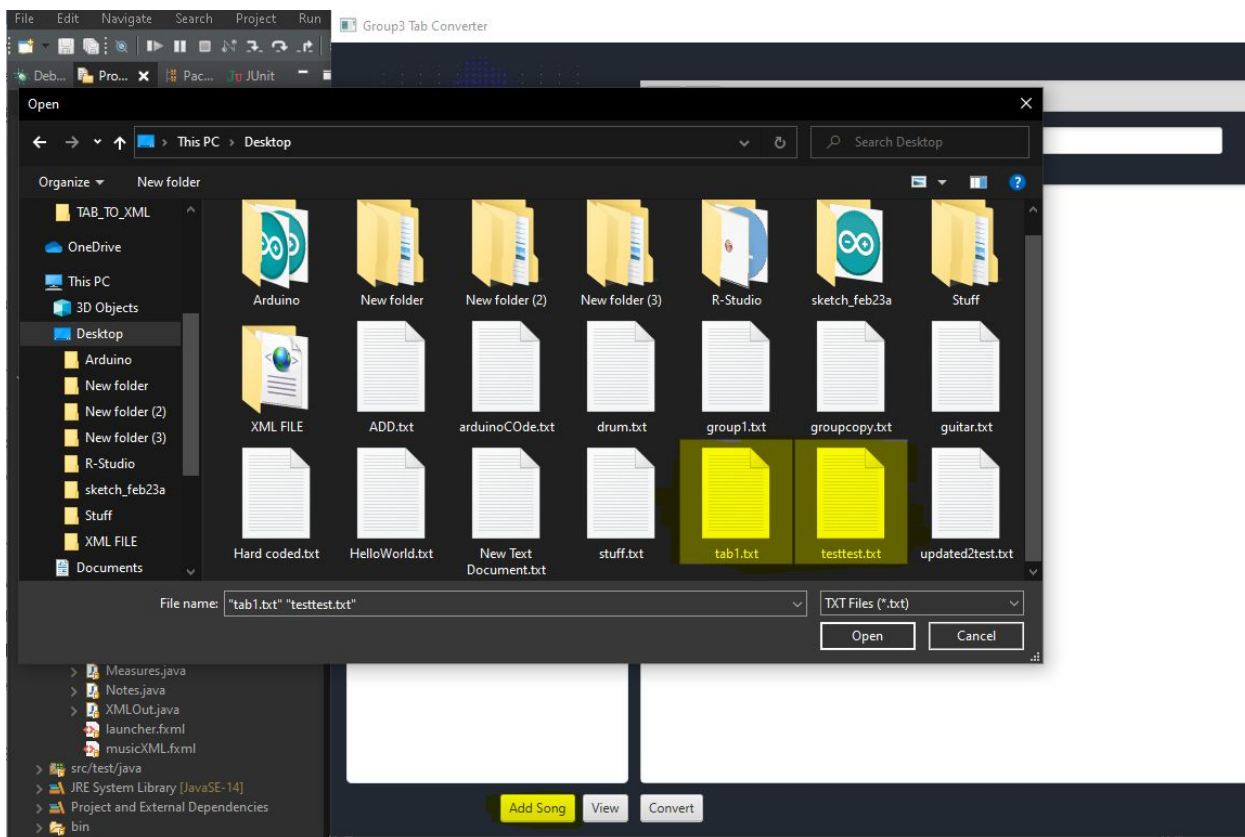 File Edit Navigate Search Project Run
Group3 Tab Converter
Deb... Pro... X Pac... JUnit
Open
This PC > Desktop
Search Desktop
Organize New folder
TAB_TO_XML
OneDrive
This PC
3D Objects
Desktop
Arduino
New folder
New folder (2)
New folder (3)
R-Studio
sketch_feb23a
Stuff
XML FILE
Documents
Arduino New folder New folder (2) New folder (3) R-Studio sketch_feb23a Stuff
XML FILE ADD.txt arduinoCOde.txt drum.txt group1.txt groupcopy.txt guitar.txt
Hard coded.txt HelloWorld.txt New Text Document.txt stuff.txt tab1.txt testtest.txt updated2test.txt
File name: "tab1.txt" "testtest.txt" TXT Files (*.txt)
Open Cancel
Measures.java
Notes.java
XMLOut.java
launcher.fxml
musicXML.fxml
src/test/java
JRE System Library [JavaSE-14]
Project and External Dependencies
bin
Add Song View Convert